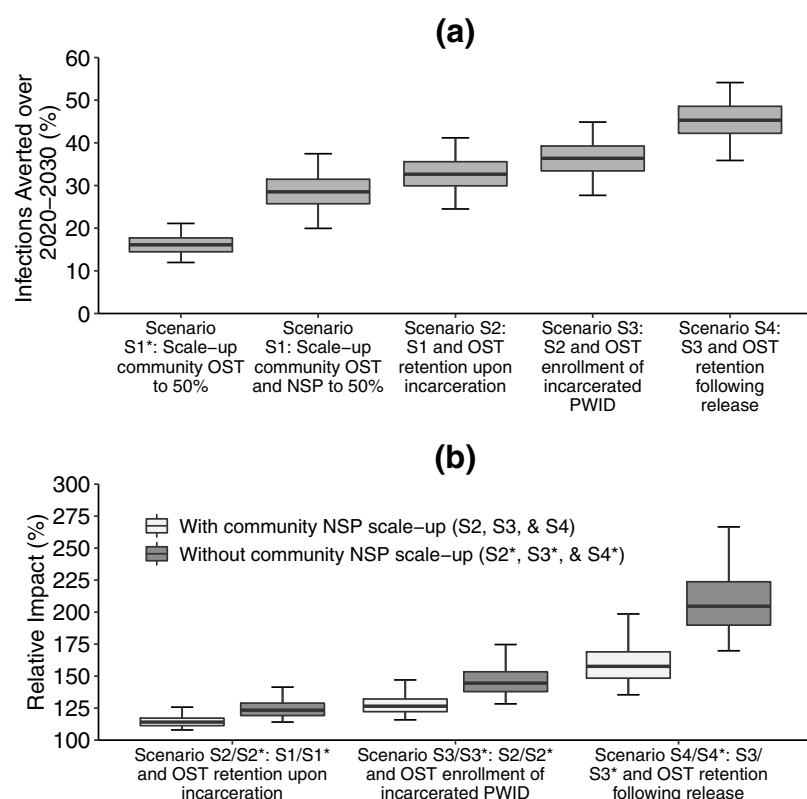 (a)
Infections Averted over
2020−2030 (%)
60
50
40
30
20
10
0
Scenario
S1*: Scale−up
community OST
to 50%
Scenario
S1: Scale−up
community OST
and NSP to 50%
Scenario S2:
S1 and OST
retention upon
incarceration
Scenario S3:
S2 and OST
enrollment of
incarcerated
PWID
Scenario S4:
S3 and OST
retention
following
release
(b)
Relative Impact (%)
300
275
250
225
200
175
150
125
100
With community NSP scale−up (S2, S3, & S4)
Without community NSP scale−up (S2*, S3*, & S4*)
Scenario S2/S2*: S1/S1*
and OST retention upon
incarceration
Scenario S3/S3*: S2/S2*
and OST enrollment of
incarcerated PWID
Scenario S4/S4*: S3/
S3* and OST retention
following release